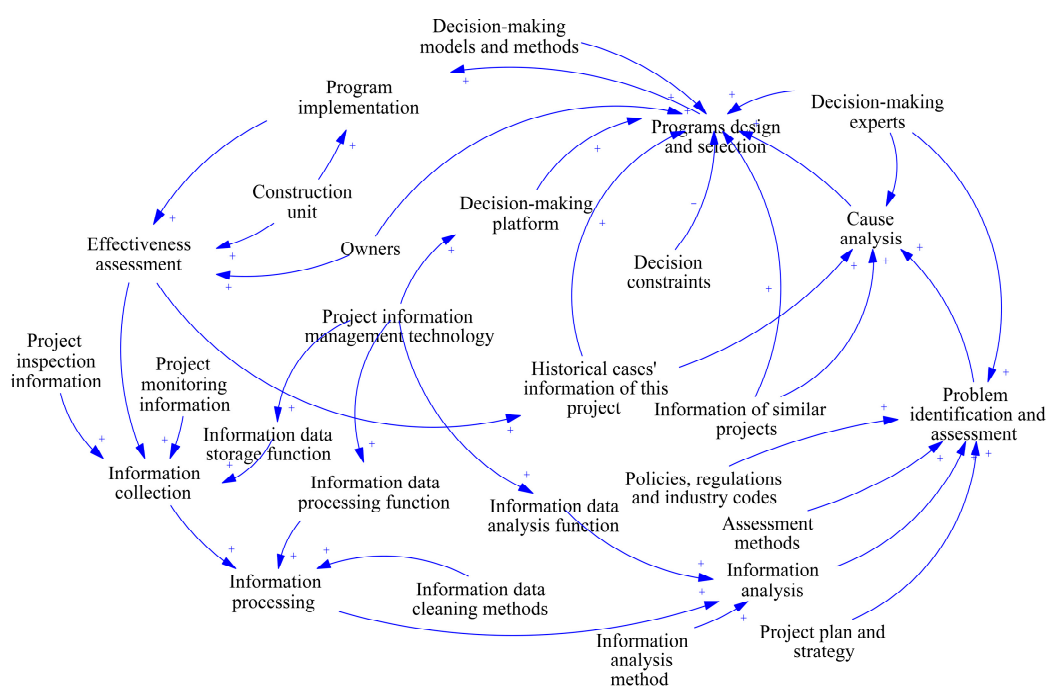 Decision-making
models and methods
Program
implementation
Decision-making
experts
Programs design
and selection
Construction
unit
Decision-making
platform
Cause
analysis
Effectiveness
assessment
Owners
Decision
constraints
Project information
management technology
Project
inspection
information
Project
monitoring
information
Historical cases'
information of this
project
Information of similar
projects
Problem
identification and
assessment
Information data
storage function
Information
collection
Information data
processing function
Information data
analysis function
Policies, regulations
and industry codes
Assessment
methods
Information
processing
Information data
cleaning methods
Information
analysis
Information
analysis
method
Project plan and
strategy